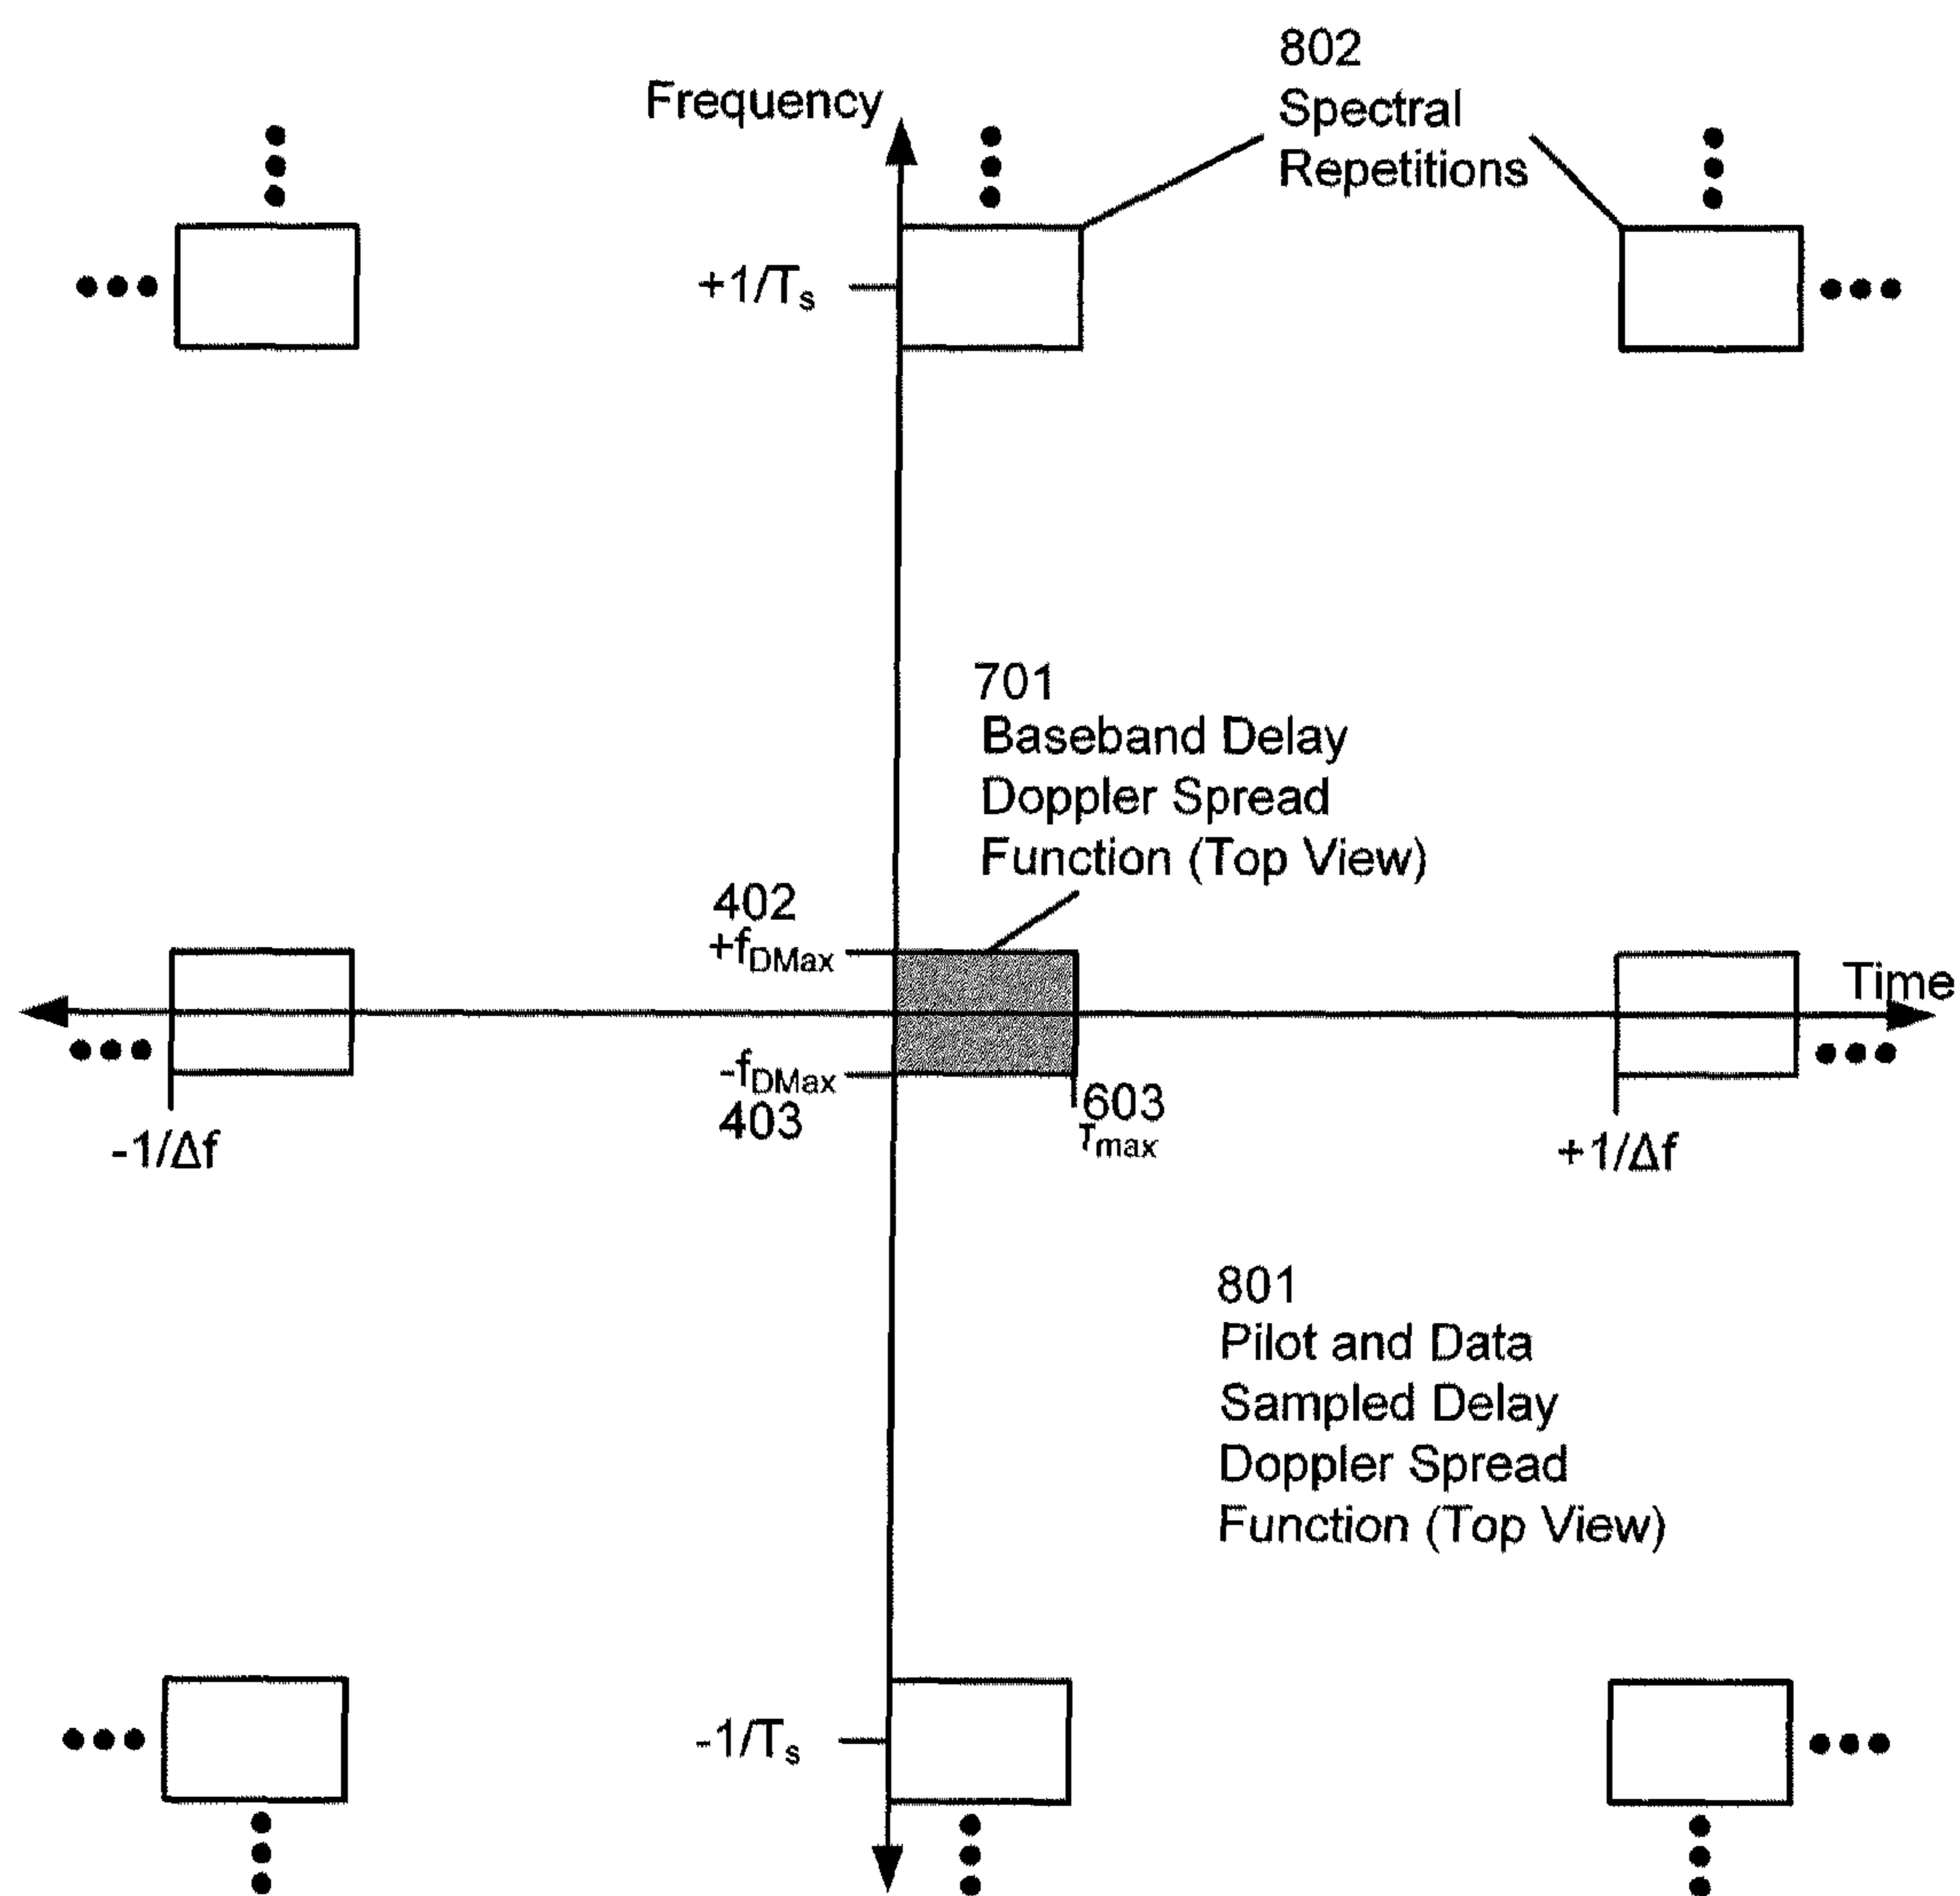 802
Spectral
Repetitions
Frequency
+1/Ts
701
Baseband Delay
Doppler Spread
Function (Top View)
402
+fDMax
Time
-fDMax
403
603
τmax
-1/Δf
+1/Δf
801
Pilot and Data
Sampled Delay
Doppler Spread
Function (Top View)
-1/Ts